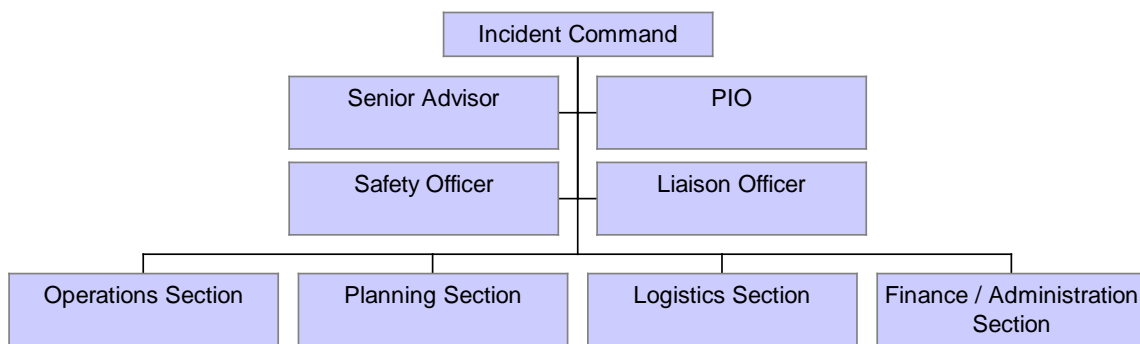 Incident Command
Senior Advisor
PIO
Safety Officer
Liaison Officer
Operations Section
Planning Section
Logistics Section
Finance / Administration
Section